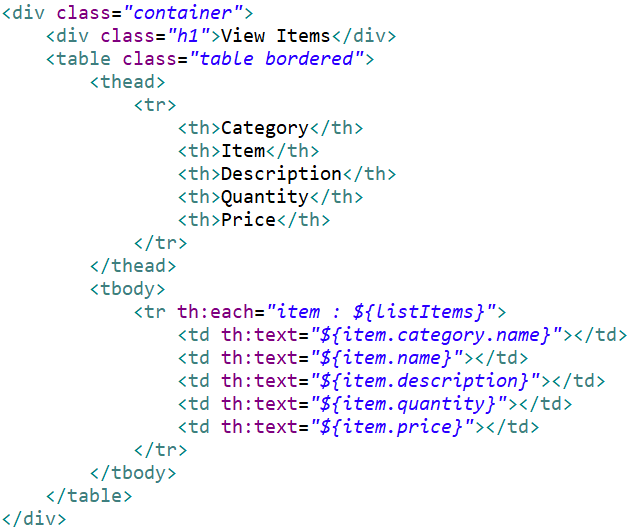 <div class="container">
    <div class="h1">View Items</div>
    <table class="table bordered">
        <thead>
            <tr>
                <th>Category</th>
                <th>Item</th>
                <th>Description</th>
                <th>Quantity</th>
                <th>Price</th>
            </tr>
        </thead>
        <tbody>
            <tr th:each="item : ${listItems}">
                <td th:text="${item.category.name}"></td>
                <td th:text="${item.name}"></td>
                <td th:text="${item.description}"></td>
                <td th:text="${item.quantity}"></td>
                <td th:text="${item.price}"></td>
            </tr>
        </tbody>
    </table>
</div>